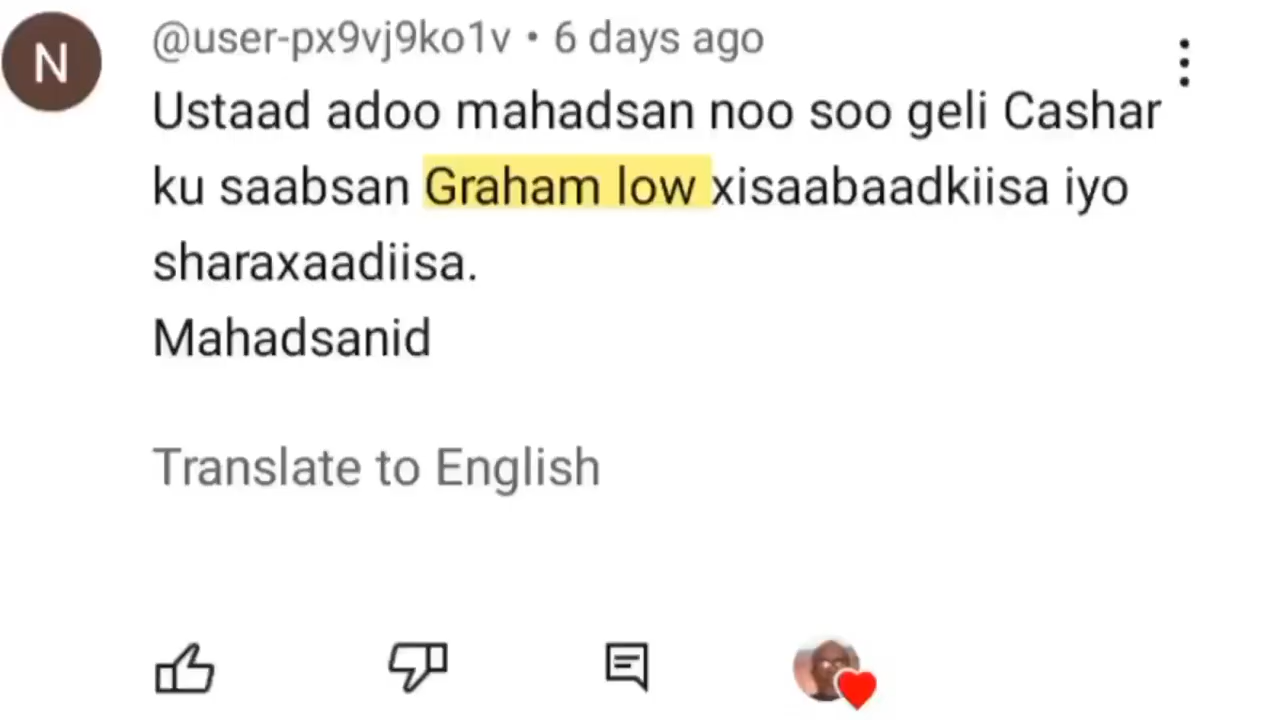 N
@user-px9vj9ko1v • 6 days ago
Ustaad adoo mahadsan noo soo geli Cashar
ku saabsan Graham low xisaabaadkiisa iyo
sharaxaadiisa.
Mahadsanid
Translate to English